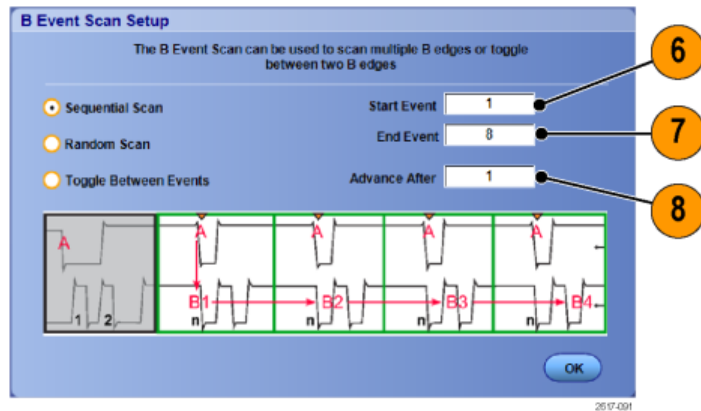 B Event Scan Setup
The B Event Scan can be used to scan multiple B edges or toggle
between two B edges
6
Sequential Scan
Start Event 1
7
End Event 8
Random Scan
Toggle Between Events
Advance After 1
8
A A A A A
B1 B2 B3 B4
1 2 n n n n
OK
2517-091